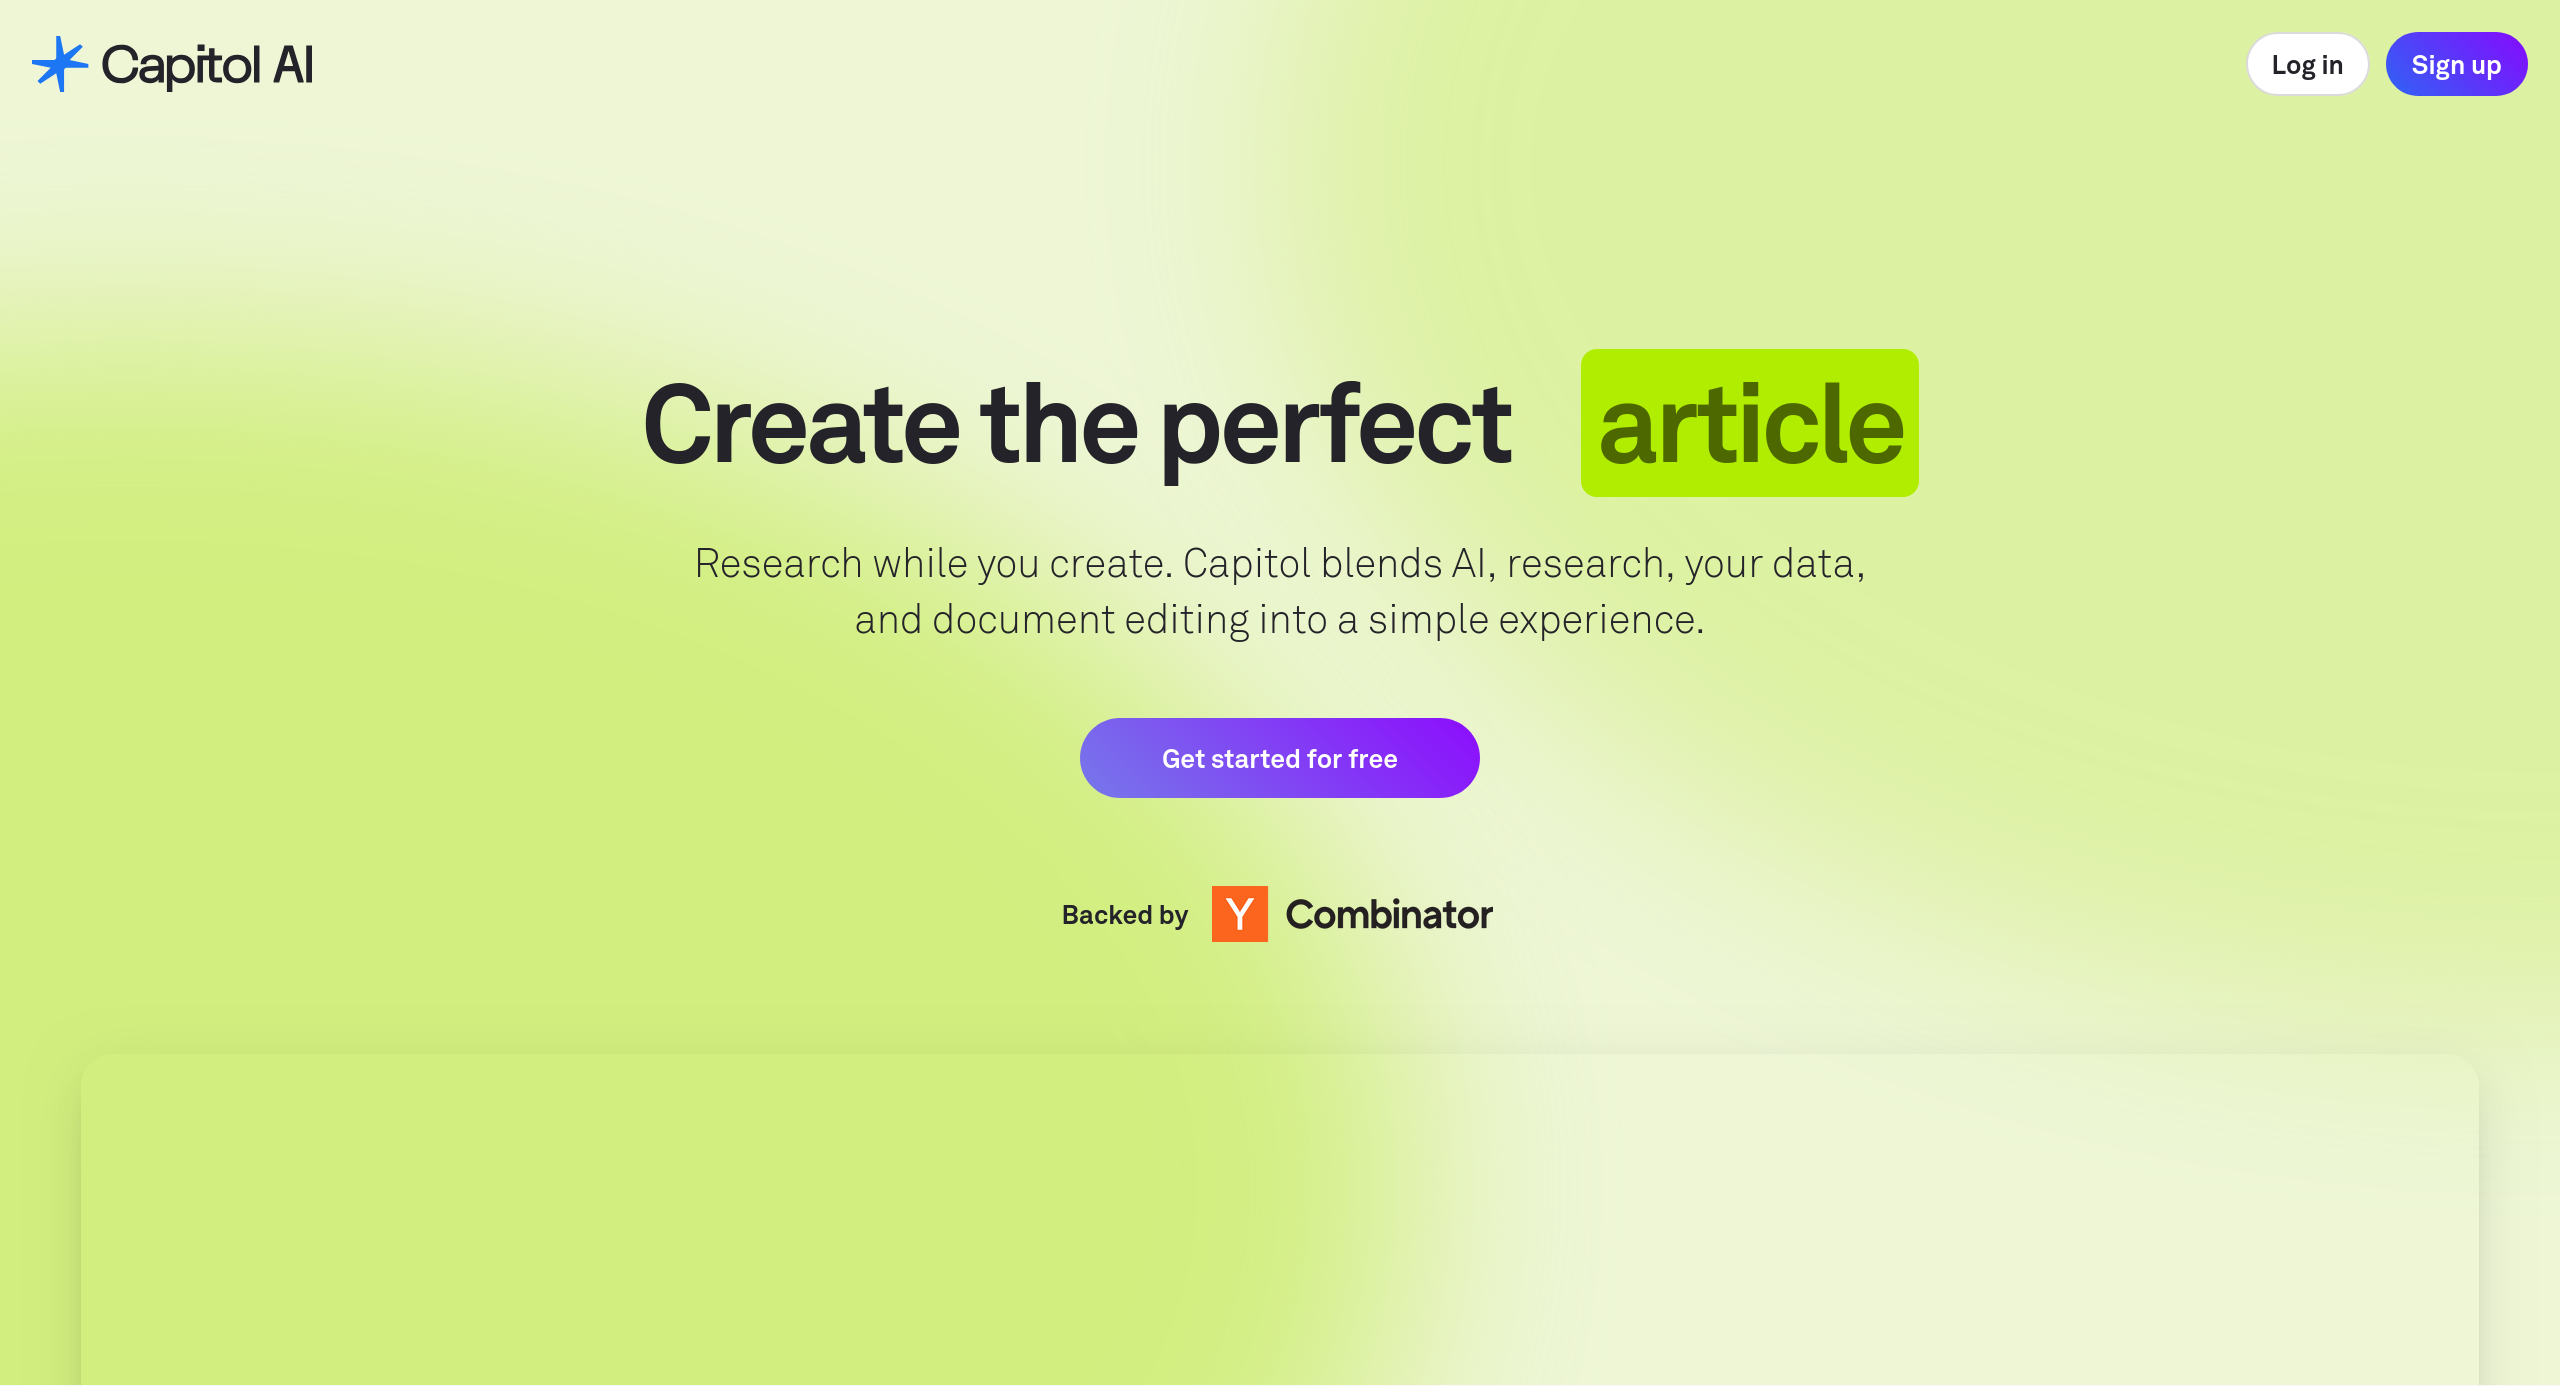 Capitol AI
Log in
Sign up
Create the perfect article
Research while you create. Capitol blends AI, research, your data,
and document editing into a simple experience.
Get started for free
Backed by Y Combinator